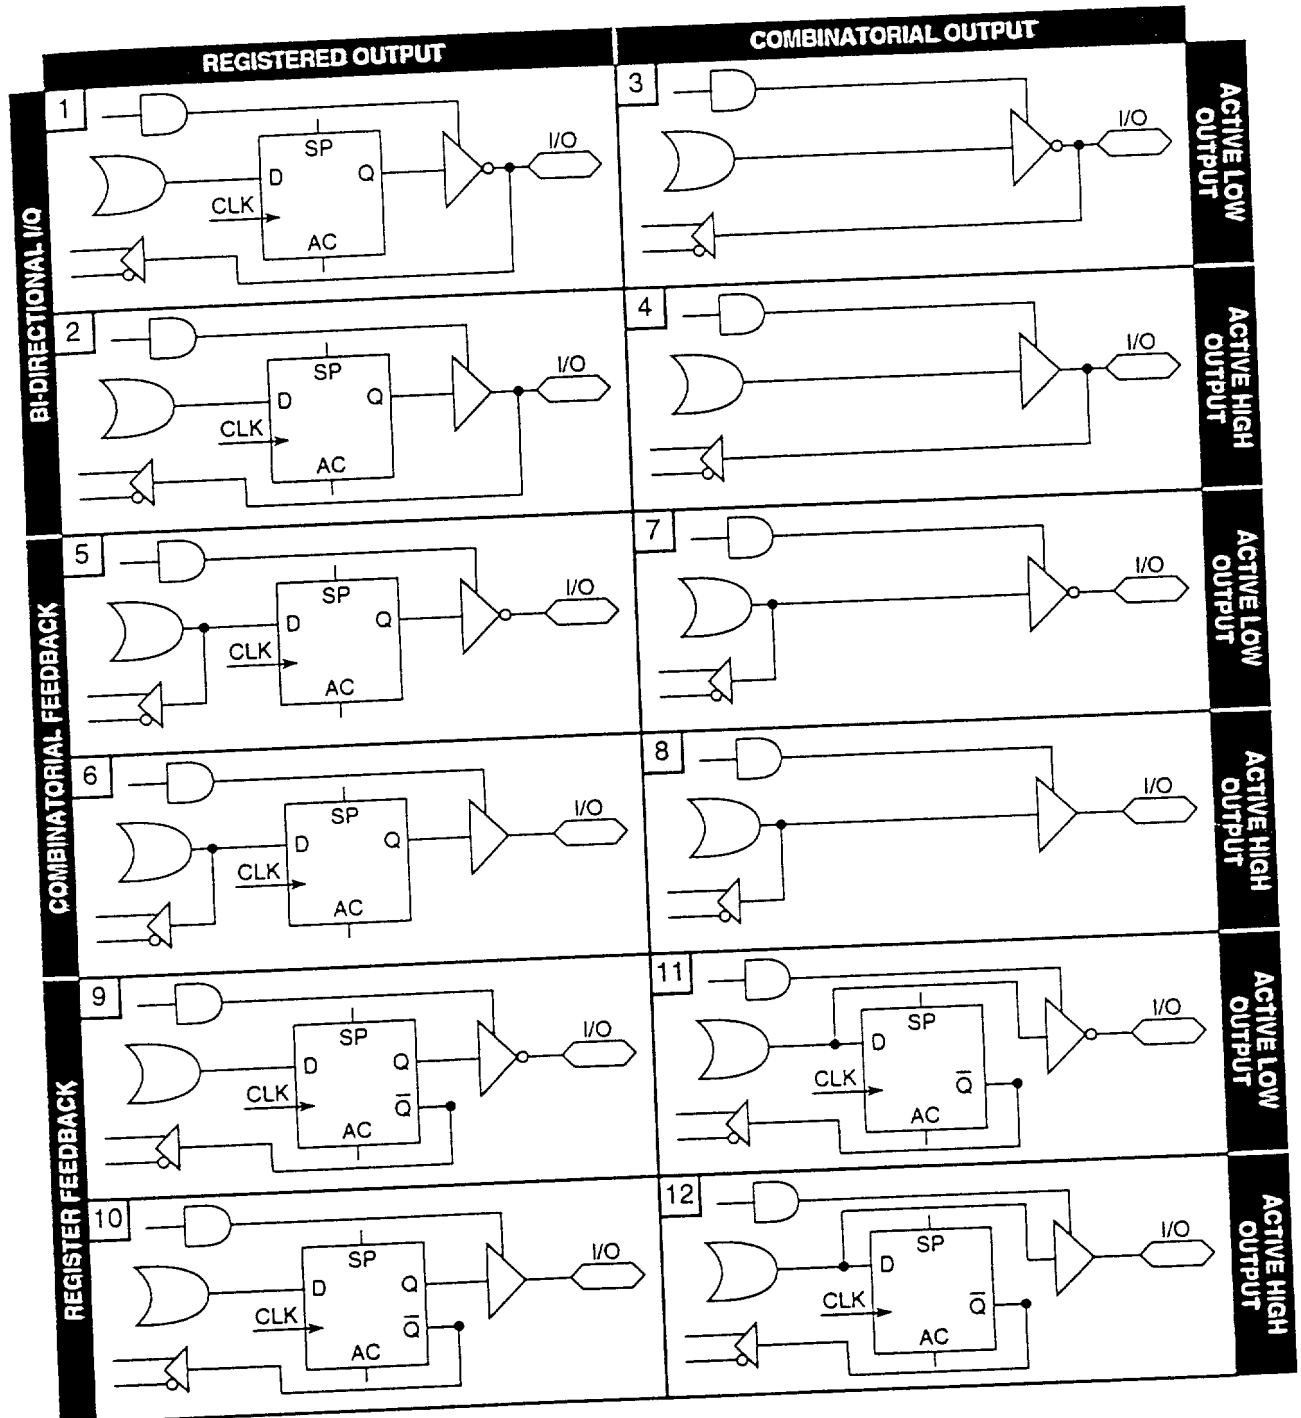 REGISTERED OUTPUT
COMBINATORIAL OUTPUT
BI-DIRECTIONAL I/O
COMBINATORIAL FEEDBACK
REGISTER FEEDBACK
ACTIVE LOW
OUTPUT
ACTIVE HIGH
OUTPUT
ACTIVE LOW
OUTPUT
ACTIVE HIGH
OUTPUT
ACTIVE LOW
OUTPUT
ACTIVE HIGH
OUTPUT
1
SP
D
Q
CLK
AC
I/O
3
I/O
2
SP
D
Q
CLK
AC
I/O
4
I/O
5
SP
D
Q
CLK
AC
I/O
7
I/O
6
SP
D
Q
CLK
AC
I/O
8
I/O
9
SP
D
Q
CLK
Q̅
AC
I/O
11
SP
D
CLK
Q̅
AC
I/O
10
SP
D
Q
CLK
Q̅
AC
I/O
12
SP
D
CLK
Q̅
AC
I/O